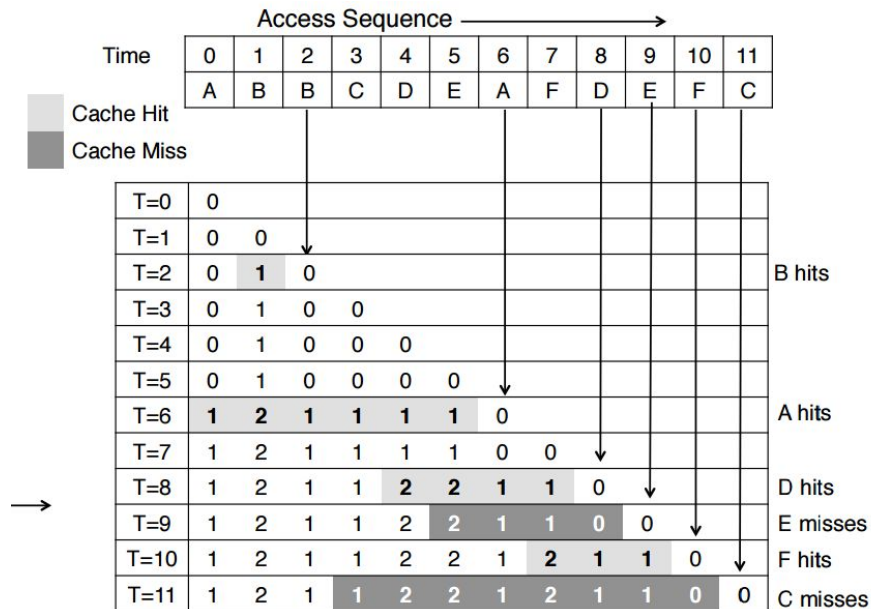 Access Sequence
Time 0 1 2 3 4 5 6 7 8 9 10 11
A B B C D E A F D E F C
Cache Hit
Cache Miss
T=0 0
T=1 0 0
T=2 0 1 0 B hits
T=3 0 1 0 0
T=4 0 1 0 0 0
T=5 0 1 0 0 0 0
T=6 1 2 1 1 1 1 0 A hits
T=7 1 2 1 1 1 1 0 0
T=8 1 2 1 1 2 2 1 1 0 D hits
T=9 1 2 1 1 2 2 1 1 0 0 E misses
T=10 1 2 1 1 2 2 1 2 1 1 0 F hits
T=11 1 2 1 1 2 2 1 2 1 1 0 0 C misses